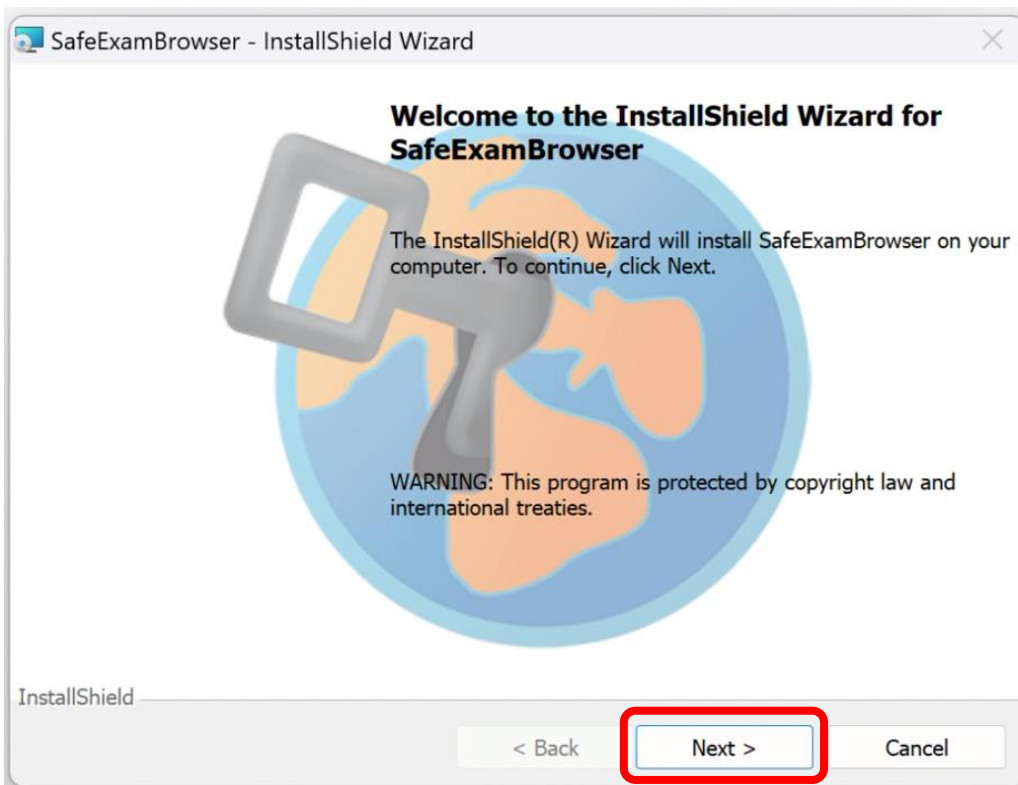 SafeExamBrowser - InstallShield Wizard
Welcome to the InstallShield Wizard for
SafeExamBrowser
The InstallShield(R) Wizard will install SafeExamBrowser on your
computer. To continue, click Next.
WARNING: This program is protected by copyright law and
international treaties.
InstallShield
< Back
Next >
Cancel